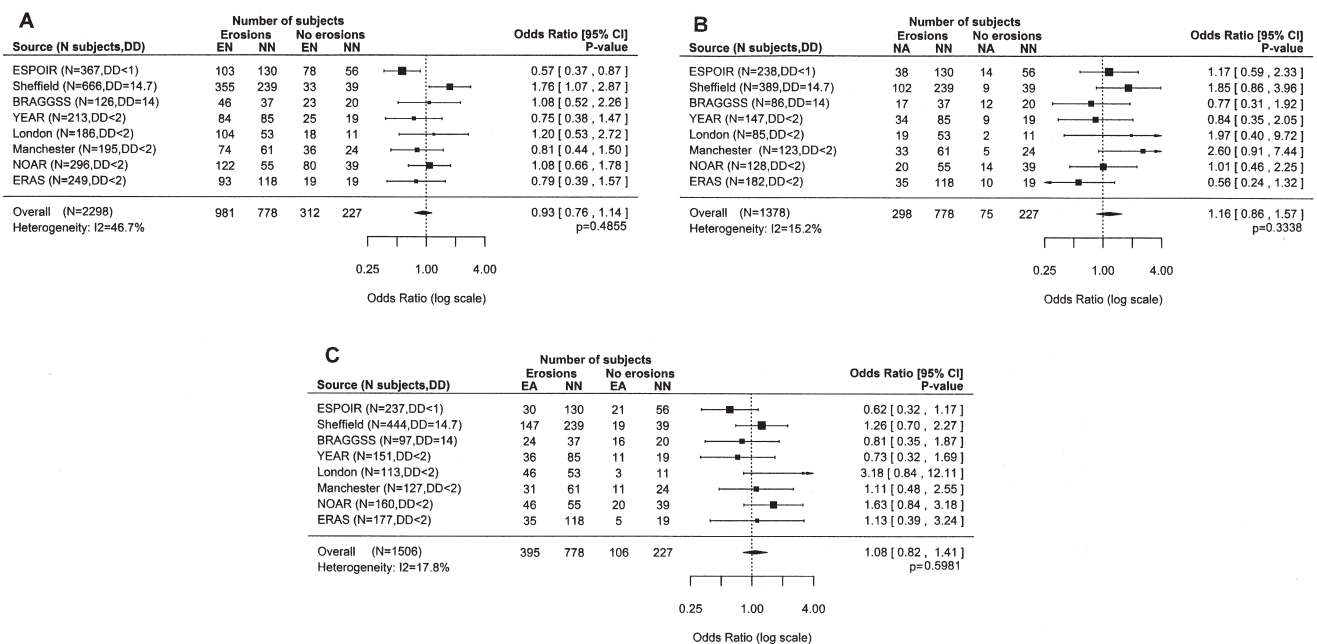 A
Number of subjects
Erosions No erosions Odds Ratio [95% CI]
Source (N subjects,DD) EN NN EN NN P-value
ESPOIR (N=367,DD<1) 103 130 78 56 0.57 [ 0.37 , 0.87 ]
Sheffield (N=666,DD=14.7) 355 239 33 39 1.76 [ 1.07 , 2.87 ]
BRAGGSS (N=126,DD=14) 46 37 23 20 1.08 [ 0.52 , 2.26 ]
YEAR (N=213,DD<2) 84 85 25 19 0.75 [ 0.38 , 1.47 ]
London (N=186,DD<2) 104 53 18 11 1.20 [ 0.53 , 2.72 ]
Manchester (N=195,DD<2) 74 61 36 24 0.81 [ 0.44 , 1.50 ]
NOAR (N=296,DD<2) 122 55 80 39 1.08 [ 0.66 , 1.78 ]
ERAS (N=249,DD<2) 93 118 19 19 0.79 [ 0.39 , 1.57 ]
Overall (N=2298) 981 778 312 227 0.93 [ 0.76 , 1.14 ]
Heterogeneity: I2=46.7% p=0.4855
0.25 1.00 4.00
Odds Ratio (log scale)
B
Number of subjects
Erosions No erosions Odds Ratio [95% CI]
Source (N subjects,DD) NA NN NA NN P-value
ESPOIR (N=238,DD<1) 38 130 14 56 1.17 [ 0.59 , 2.33 ]
Sheffield (N=389,DD=14.7) 102 239 9 39 1.85 [ 0.86 , 3.96 ]
BRAGGSS (N=86,DD=14) 17 37 12 20 0.77 [ 0.31 , 1.92 ]
YEAR (N=147,DD<2) 34 85 9 19 0.84 [ 0.35 , 2.05 ]
London (N=85,DD<2) 19 53 2 11 1.97 [ 0.40 , 9.72 ]
Manchester (N=123,DD<2) 33 61 5 24 2.60 [ 0.91 , 7.44 ]
NOAR (N=128,DD<2) 20 55 14 39 1.01 [ 0.46 , 2.25 ]
ERAS (N=182,DD<2) 35 118 10 19 0.56 [ 0.24 , 1.32 ]
Overall (N=1378) 298 778 75 227 1.16 [ 0.86 , 1.57 ]
Heterogeneity: I2=15.2% p=0.3338
0.25 1.00 4.00
Odds Ratio (log scale)
C
Number of subjects
Erosions No erosions Odds Ratio [95% CI]
Source (N subjects,DD) EA NN EA NN P-value
ESPOIR (N=237,DD<1) 30 130 21 56 0.62 [ 0.32 , 1.17 ]
Sheffield (N=444,DD=14.7) 147 239 19 39 1.26 [ 0.70 , 2.27 ]
BRAGGSS (N=97,DD=14) 24 37 16 20 0.81 [ 0.35 , 1.87 ]
YEAR (N=151,DD<2) 36 85 11 19 0.73 [ 0.32 , 1.69 ]
London (N=113,DD<2) 46 53 3 11 3.18 [ 0.84 , 12.11 ]
Manchester (N=127,DD<2) 31 61 11 24 1.11 [ 0.48 , 2.55 ]
NOAR (N=160,DD<2) 46 55 20 39 1.63 [ 0.84 , 3.18 ]
ERAS (N=177,DD<2) 35 118 5 19 1.13 [ 0.39 , 3.24 ]
Overall (N=1506) 395 778 106 227 1.08 [ 0.82 , 1.41 ]
Heterogeneity: I2=17.8% p=0.5981
0.25 1.00 4.00
Odds Ratio (log scale)